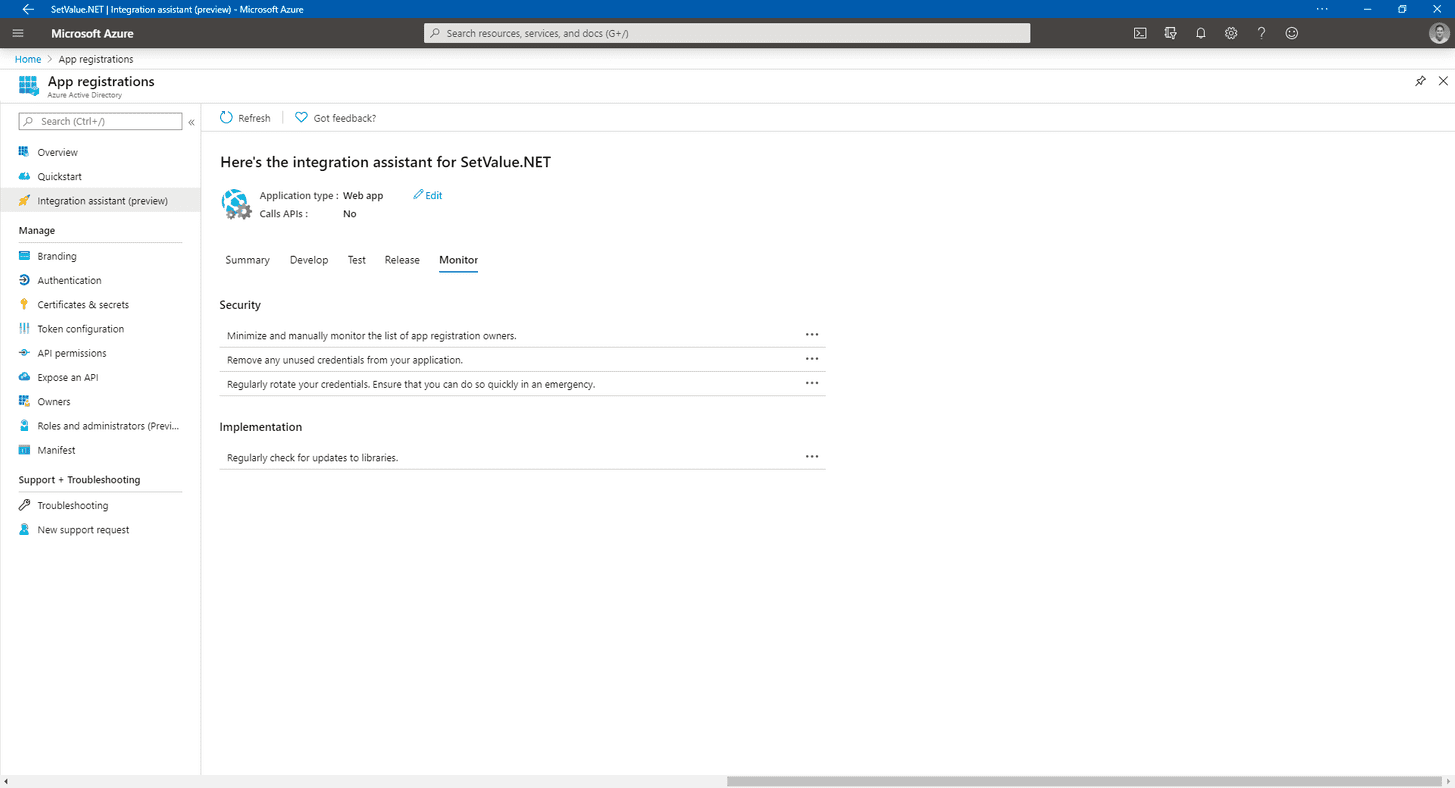 SetValue.NET | Integration assistant (preview) - Microsoft Azure
Microsoft Azure
Search resources, services, and docs (G+/)
Home > App registrations
App registrations
Azure Active Directory
Search (Ctrl+/)
«
Overview
Quickstart
Integration assistant (preview)
Manage
Branding
Authentication
Certificates & secrets
Token configuration
API permissions
Expose an API
Owners
Roles and administrators (Previ...
Manifest
Support + Troubleshooting
Troubleshooting
New support request
Refresh
Got feedback?
Here's the integration assistant for SetValue.NET
Application type : Web app Edit
Calls APIs : No
Summary Develop Test Release Monitor
Security
Minimize and manually monitor the list of app registration owners.
Remove any unused credentials from your application.
Regularly rotate your credentials. Ensure that you can do so quickly in an emergency.
Implementation
Regularly check for updates to libraries.